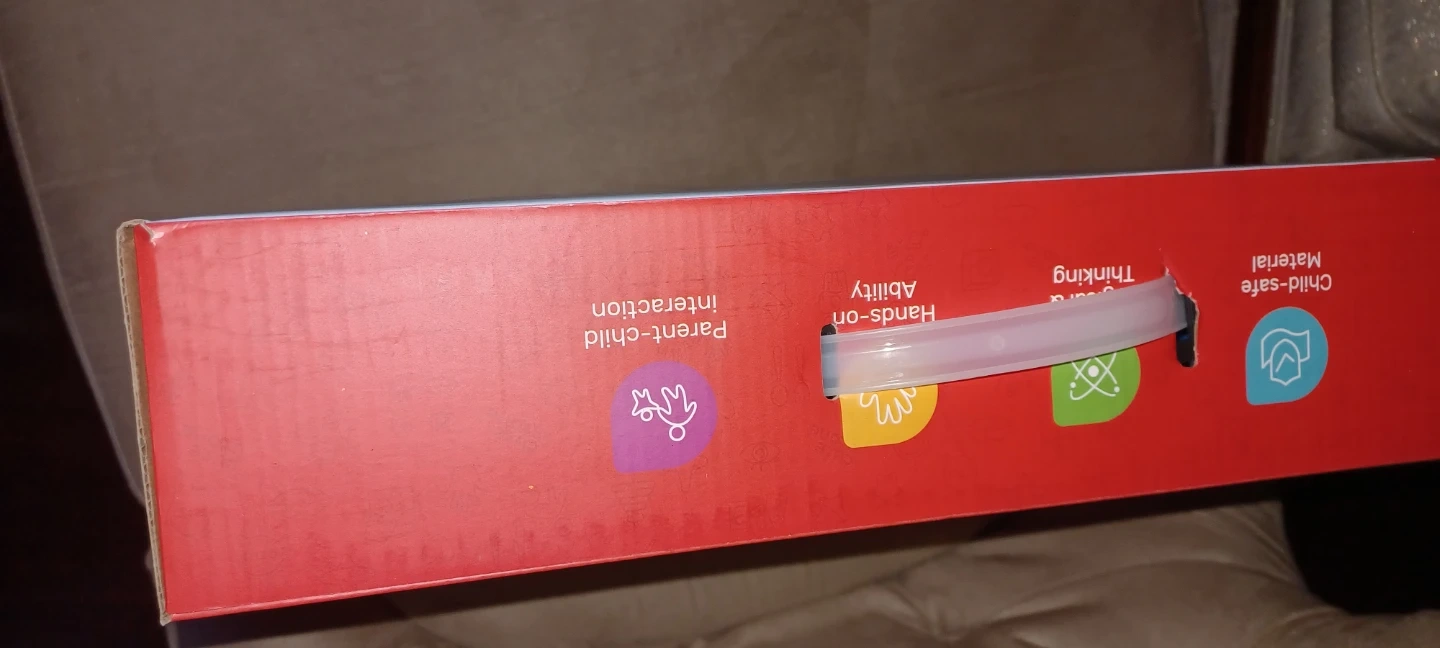 Child-safe
Material
Thinking
Hands-on
Ability
Parent-child
interaction